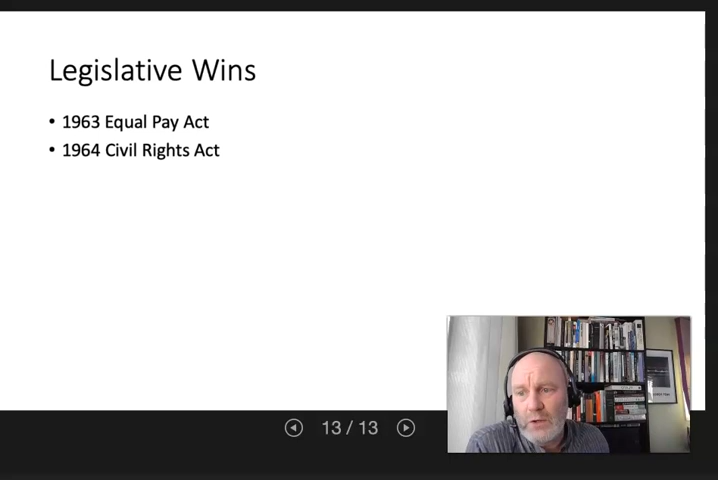 Legislative Wins
• 1963 Equal Pay Act
• 1964 Civil Rights Act
13 / 13